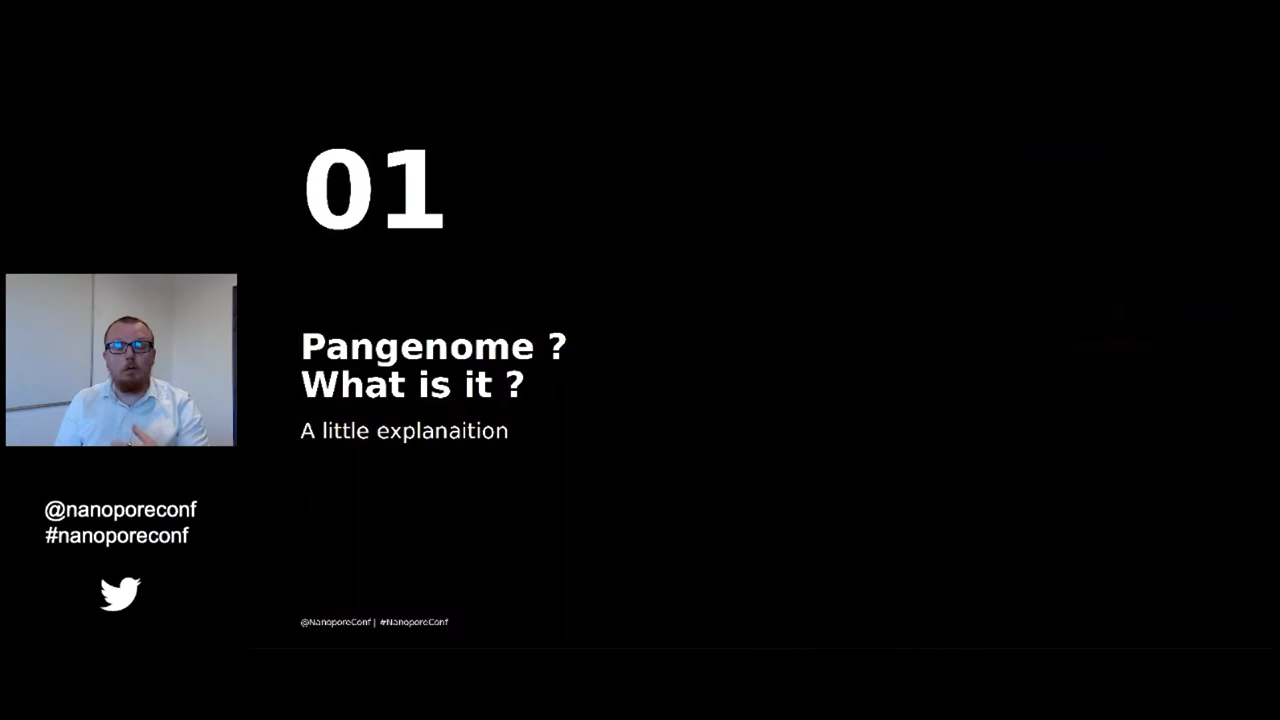 01
Pangenome ?
What is it ?
A little explanaition
@nanoporeconf
#nanoporeconf
@NanoporeConf | #NanoporeConf